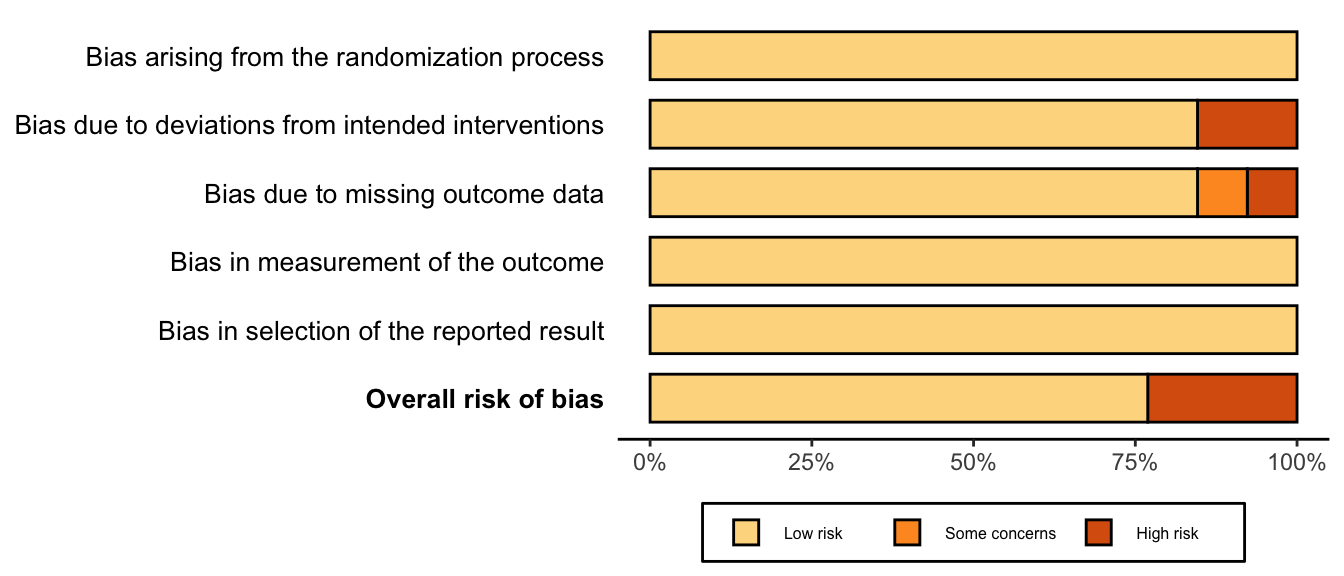 Bias arising from the randomization process
Bias due to deviations from intended interventions
Bias due to missing outcome data
Bias in measurement of the outcome
Bias in selection of the reported result
Overall risk of bias
0% 25% 50% 75% 100%
Low risk Some concerns High risk